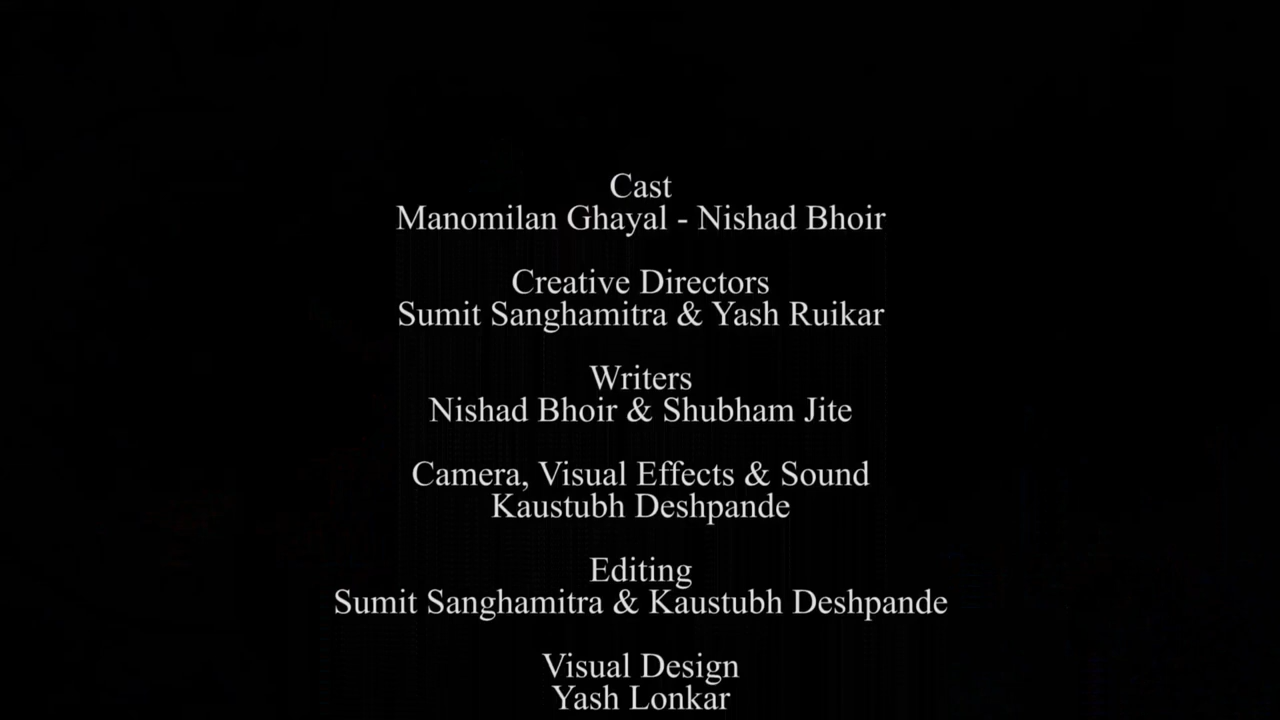 Cast
Manomilan Ghayal - Nishad Bhoir
Creative Directors
Sumit Sanghamitra & Yash Ruikar
Writers
Nishad Bhoir & Shubham Jite
Camera, Visual Effects & Sound
Kaustubh Deshpande
Editing
Sumit Sanghamitra & Kaustubh Deshpande
Visual Design
Yash Lonkar